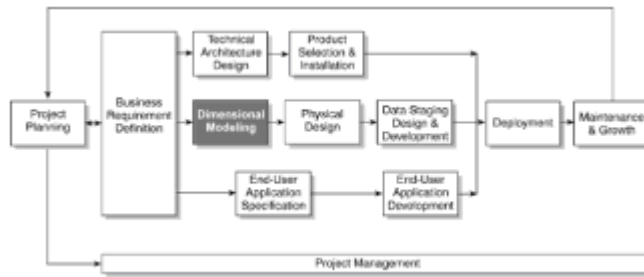 Technical
Architecture
Design
Product
Selection &
Installation
Project
Planning
Business
Requirement
Definition
Dimensional
Modeling
Physical
Design
Data Staging
Design &
Development
Deployment
Maintenance
& Growth
End-User
Application
Specification
End-User
Application
Development
Project Management